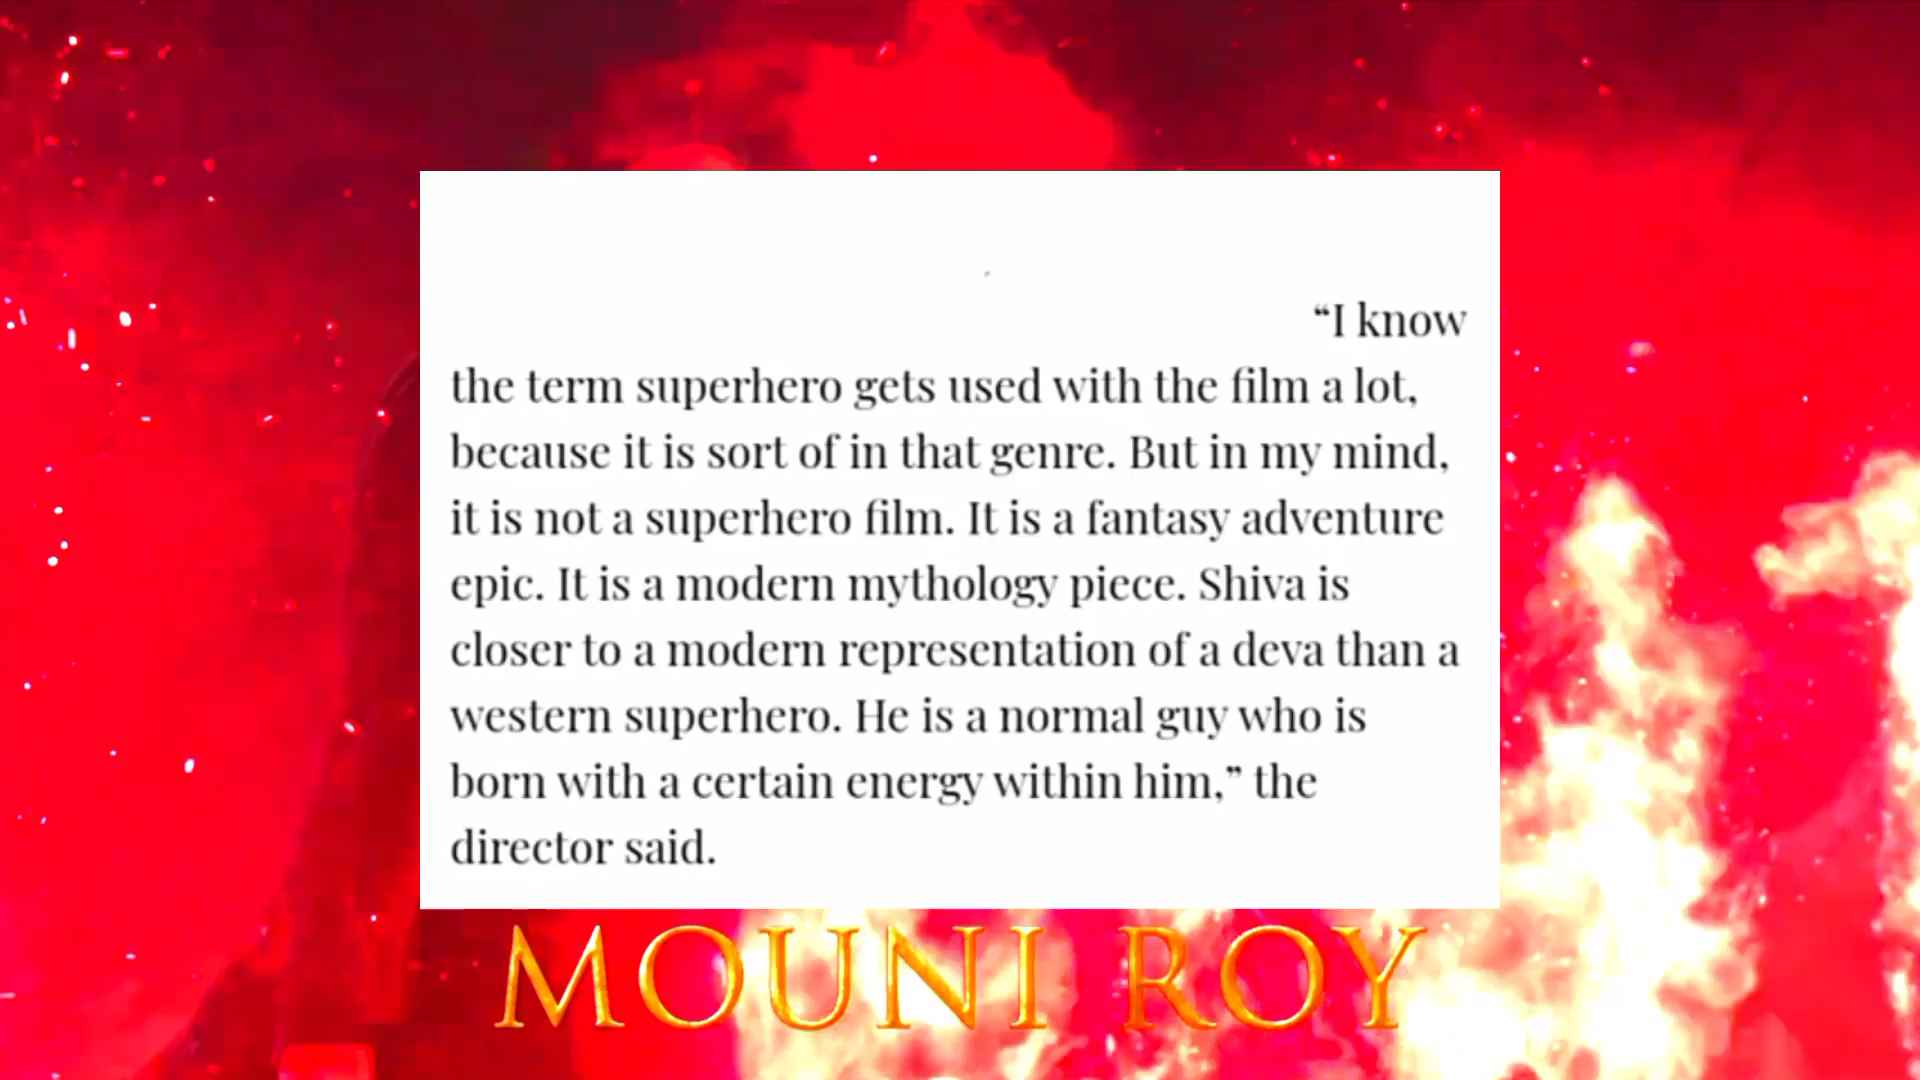 “I know
the term superhero gets used with the film a lot,
because it is sort of in that genre. But in my mind,
it is not a superhero film. It is a fantasy adventure
epic. It is a modern mythology piece. Shiva is
closer to a modern representation of a deva than a
western superhero. He is a normal guy who is
born with a certain energy within him,” the
director said.
MOUNI ROY